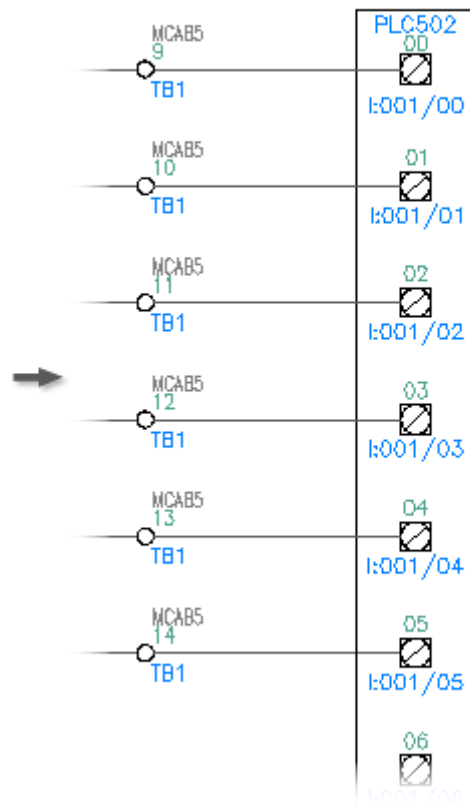 PLC502
MCAB5
9
00
TB1
I:001/00
MCAB5
10
01
TB1
I:001/01
MCAB5
11
02
TB1
I:001/02
MCAB5
12
03
TB1
I:001/03
MCAB5
13
04
TB1
I:001/04
MCAB5
14
05
TB1
I:001/05
06